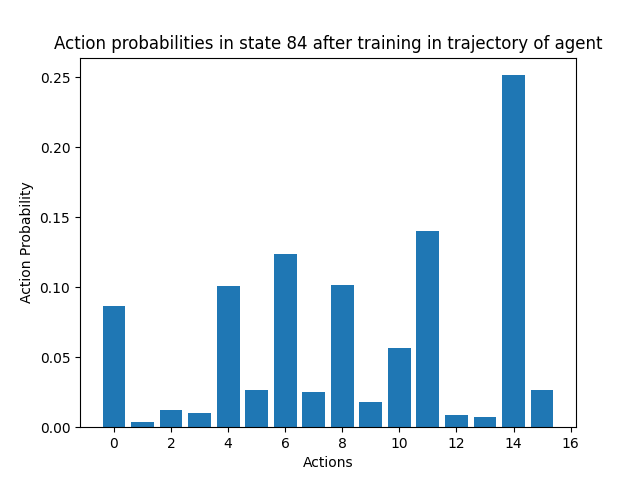 Action probabilities in state 84 after training in trajectory of agent
0.25
0.20
0.15
0.10
0.05
0.00
Action Probability
0 2 4 6 8 10 12 14 16
Actions